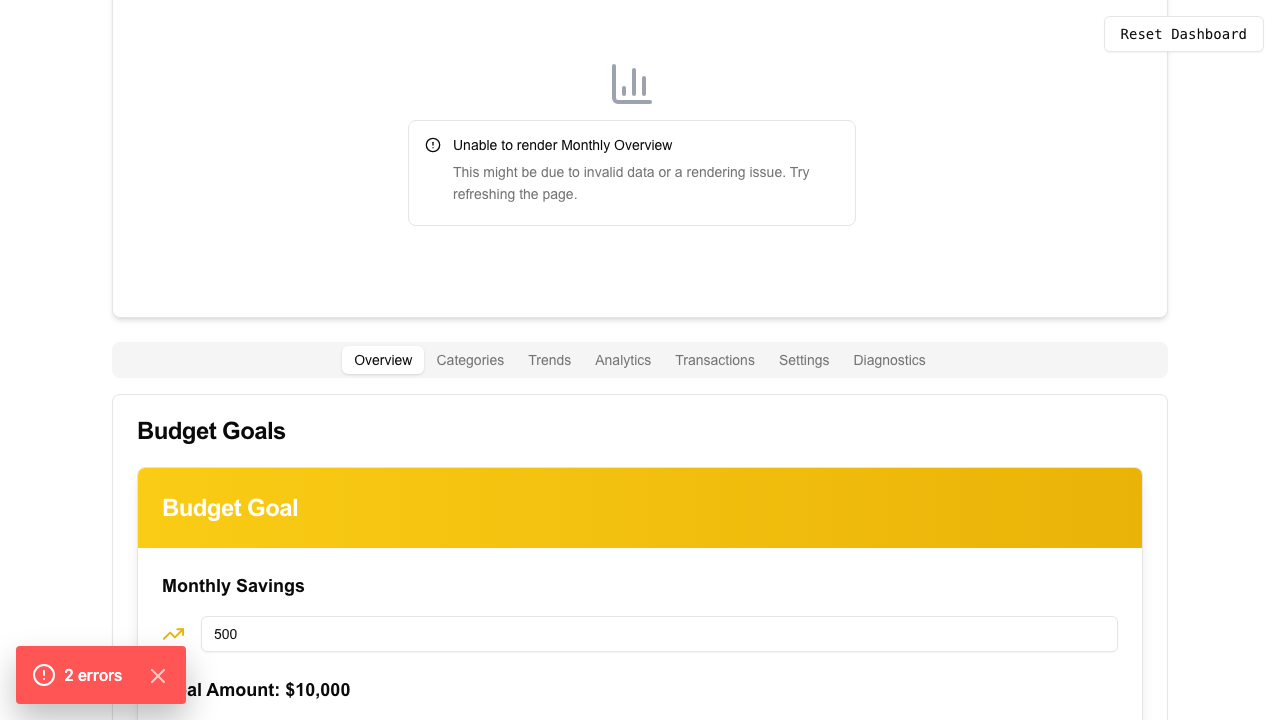 Reset Dashboard
Unable to render Monthly Overview
This might be due to invalid data or a rendering issue. Try
refreshing the page.
Overview Categories Trends Analytics Transactions Settings Diagnostics
Budget Goals
Budget Goal
Monthly Savings
500
2 errors
al Amount: $10,000